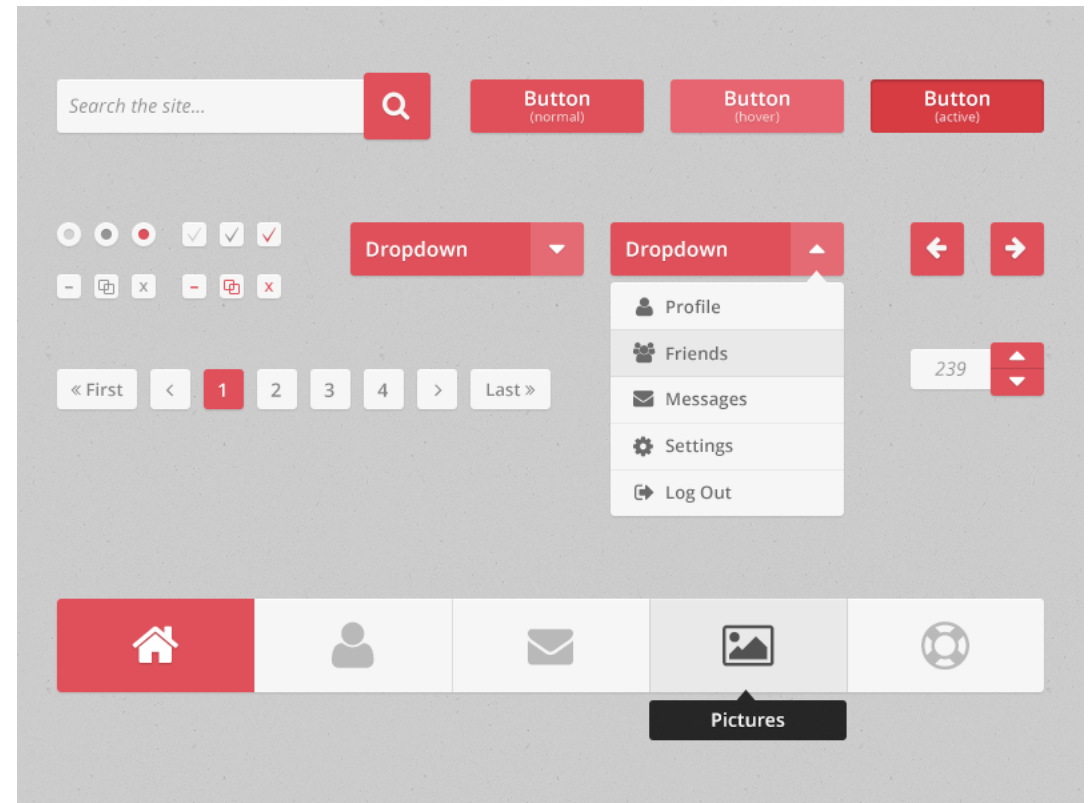 Search the site...
Button
(normal)
Button
(hover)
Button
(active)
Dropdown
Dropdown
Profile
Friends
Messages
Settings
Log Out
239
« First < 1 2 3 4 > Last »
Pictures